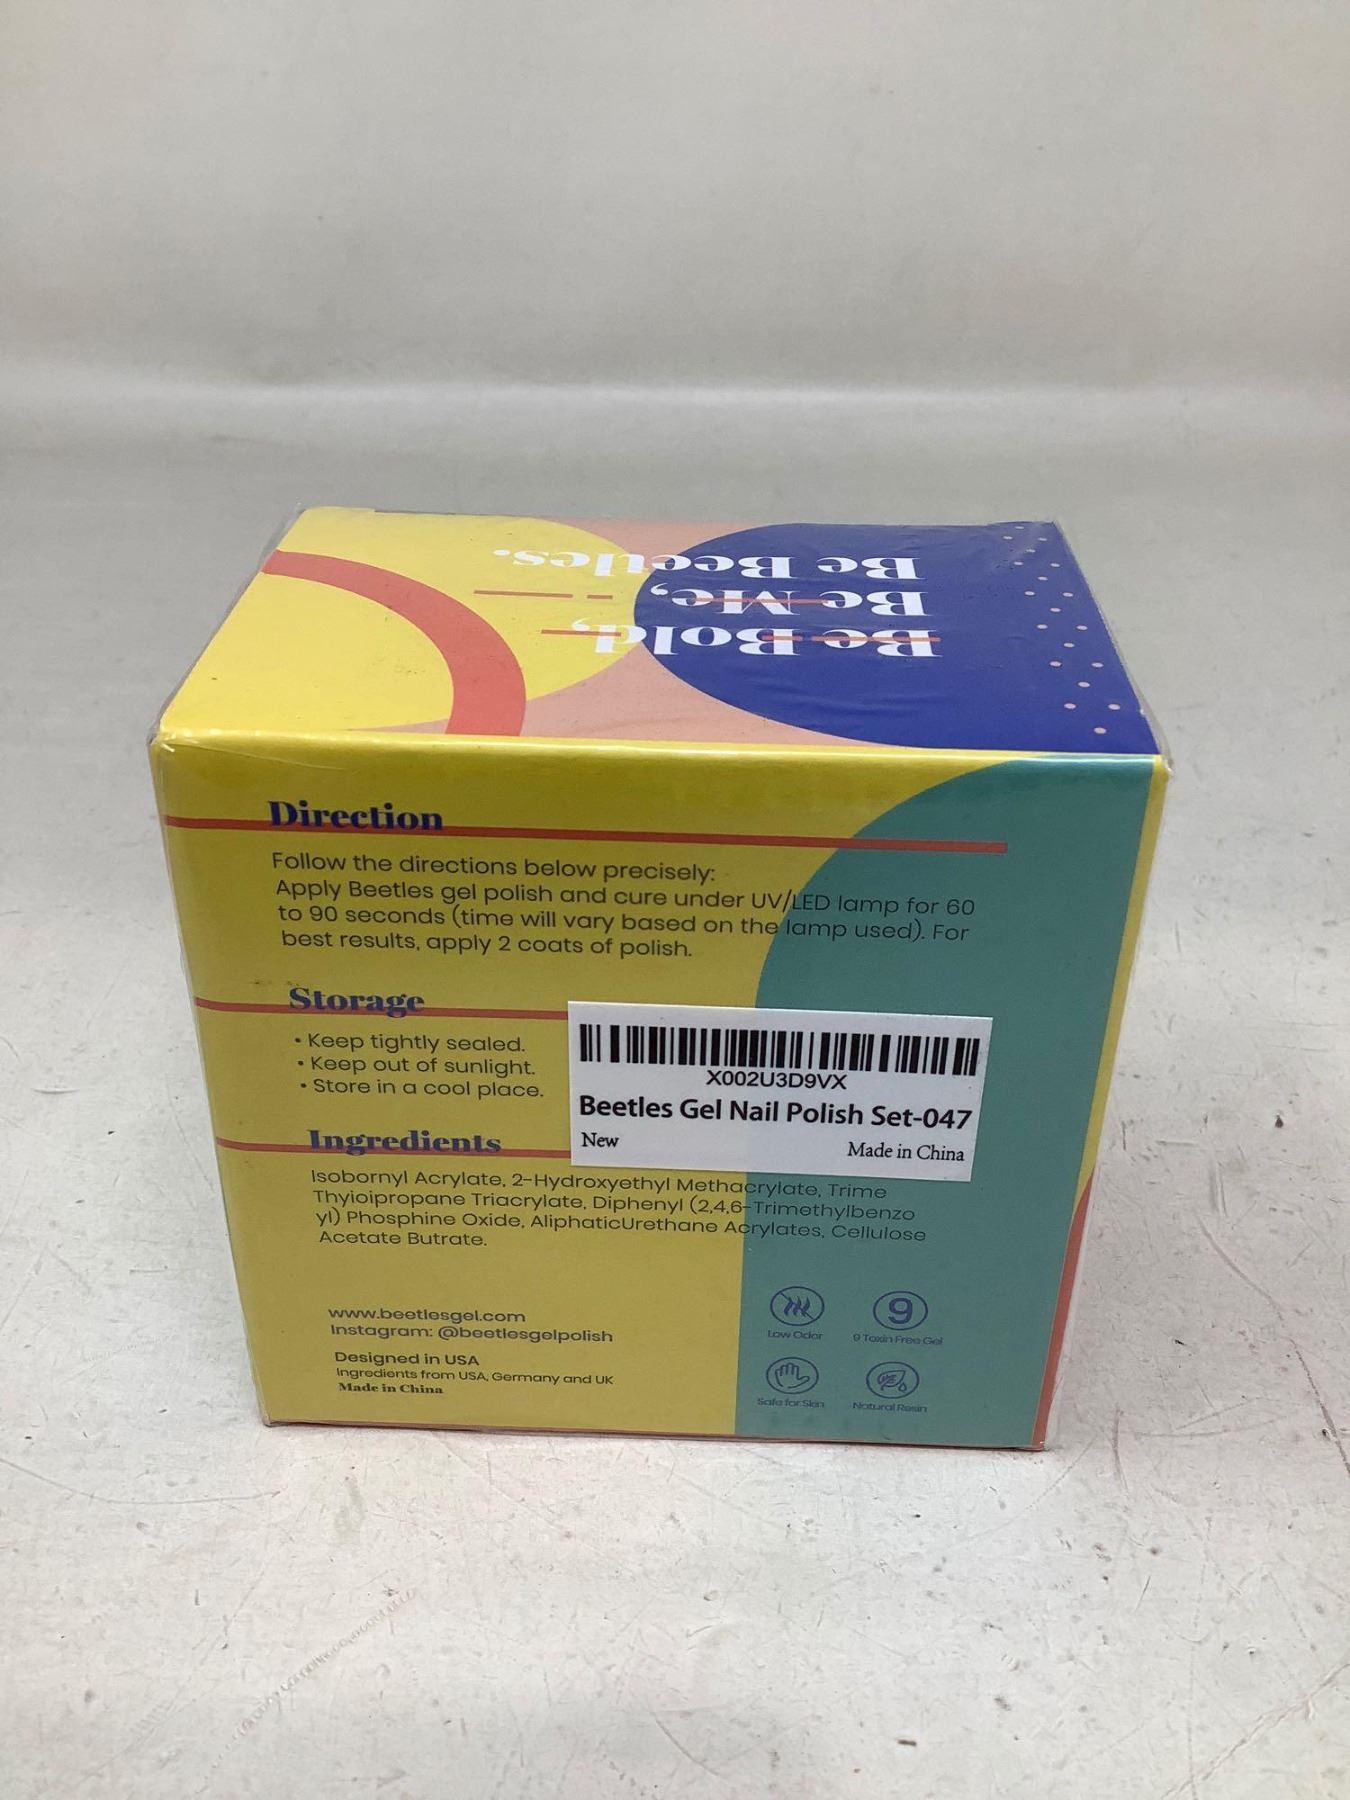 Be Bold,
Be Me,
Be Beetles.
Direction
Follow the directions below precisely:
Apply Beetles gel polish and cure under UV/LED lamp for 60
to 90 seconds (time will vary based on the lamp used). For
best results, apply 2 coats of polish.
Storage
• Keep tightly sealed.
• Keep out of sunlight.
• Store in a cool place.
X002U3D9VX
Beetles Gel Nail Polish Set-047
New
Made in China
Ingredients
Isobornyl Acrylate, 2-Hydroxyethyl Methacrylate, Trime
Thyioipropane Triacrylate, Diphenyl (2,4,6-Trimethylbenzo
yl) Phosphine Oxide, AliphaticUrethane Acrylates, Cellulose
Acetate Butrate.
www.beetlesgel.com
Instagram: @beetlesgelpolish
Designed in USA
Ingredients from USA, Germany and UK
Made in China
Low Odor
9
9 Toxin Free Gel
Safe for Skin
Natural Resin